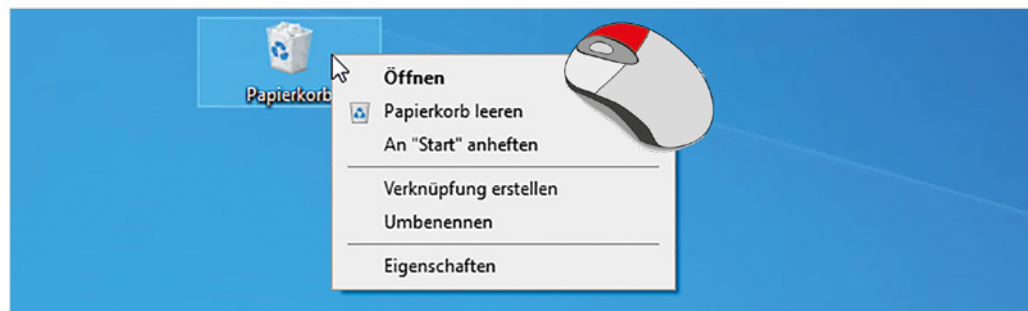 Papierkorb
Öffnen
Papierkorb leeren
An "Start" anheften
Verknüpfung erstellen
Umbenennen
Eigenschaften